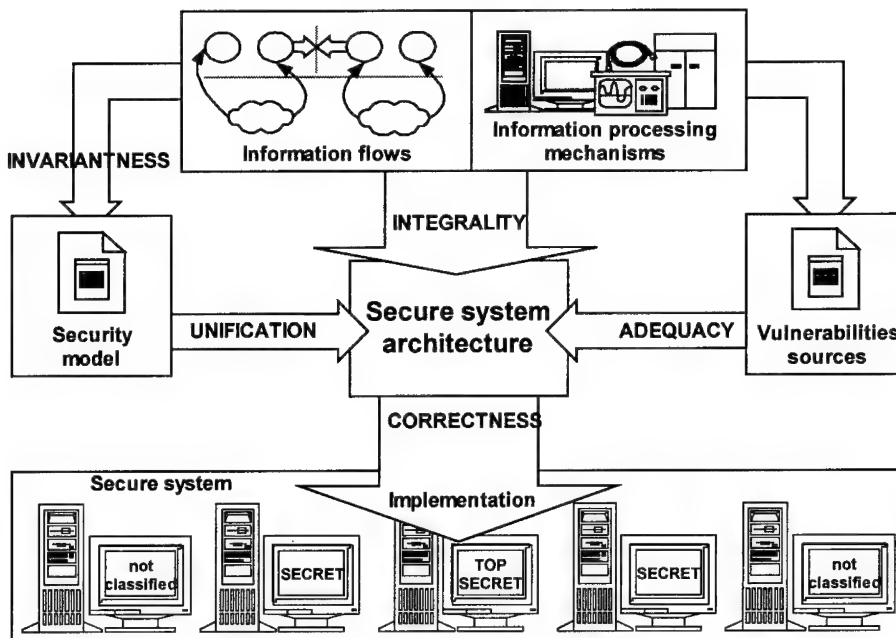 Information flows
Information processing
mechanisms
INVARIANTNESS
INTEGRALITY
Security
model
UNIFICATION
Secure system
architecture
ADEQUACY
Vulnerabilities
sources
CORRECTNESS
Secure system
Implementation
not
classified
SECRET
TOP
SECRET
SECRET
not
classified